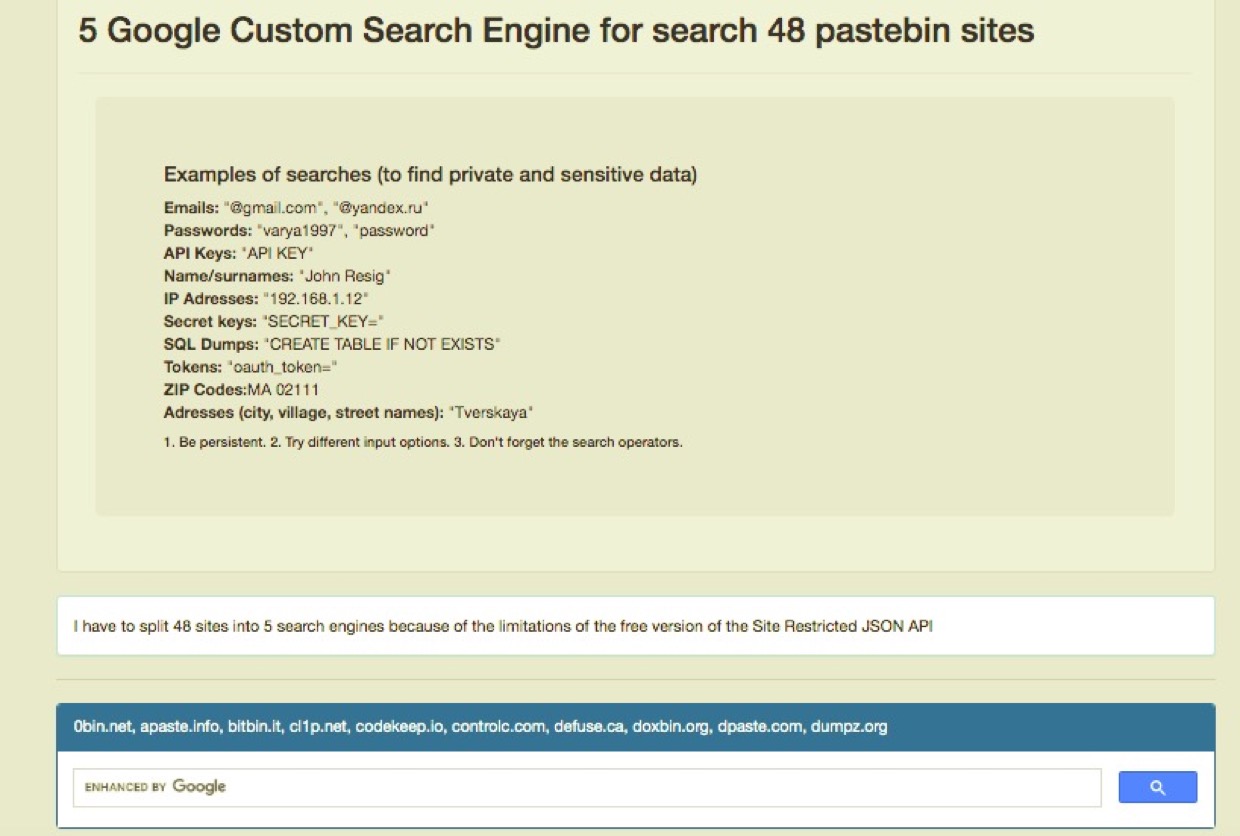 5 Google Custom Search Engine for search 48 pastebin sites
Examples of searches (to find private and sensitive data)
Emails: "@gmail.com", "@yandex.ru"
Passwords: "varya1997", "password"
API Keys: "API KEY"
Name/surnames: "John Resig"
IP Adresses: "192.168.1.12"
Secret keys: "SECRET_KEY="
SQL Dumps: "CREATE TABLE IF NOT EXISTS"
Tokens: "oauth_token="
ZIP Codes:MA 02111
Adresses (city, village, street names): "Tverskaya"
1. Be persistent. 2. Try different input options. 3. Don't forget the search operators.
I have to split 48 sites into 5 search engines because of the limitations of the free version of the Site Restricted JSON API
0bin.net, apaste.info, bitbin.it, cl1p.net, codekeep.io, controlc.com, defuse.ca, doxbin.org, dpaste.com, dumpz.org
ENHANCED BY Google